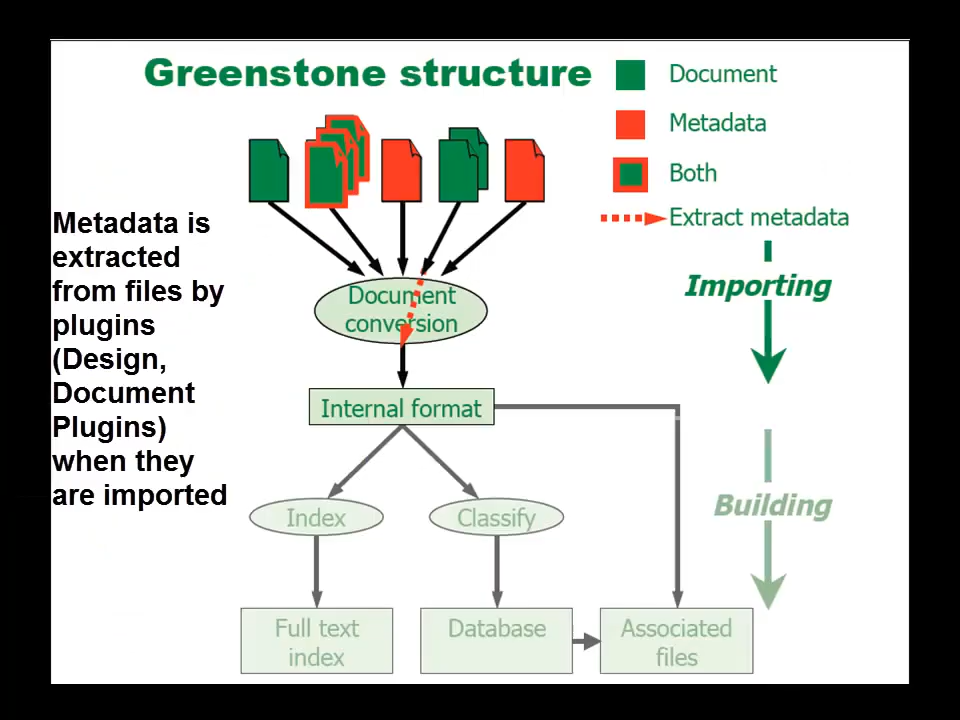 Greenstone structure
Document
Metadata
Both
Extract metadata
Metadata is
extracted
from files by
plugins
(Design,
Document
Plugins)
when they
are imported
Document
conversion
Importing
Internal format
Index
Classify
Building
Full text
index
Database
Associated
files